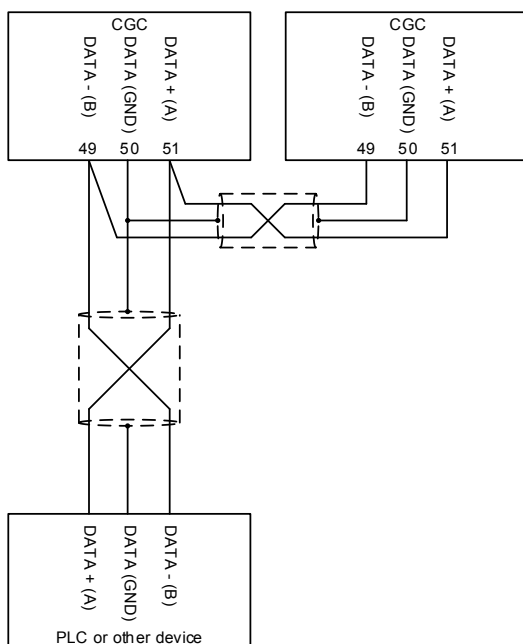 CGC
DATA - (B)
DATA (GND)
DATA + (A)
49 50 51
CGC
DATA - (B)
DATA (GND)
DATA + (A)
49 50 51
DATA + (A)
DATA (GND)
DATA - (B)
PLC or other device